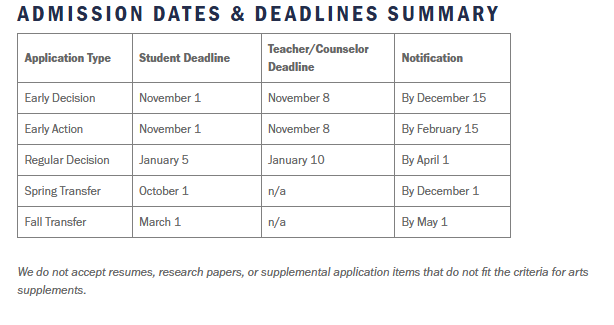 ADMISSION DATES & DEADLINES SUMMARY
Application Type Student Deadline Teacher/Counselor Deadline Notification
Early Decision November 1 November 8 By December 15
Early Action November 1 November 8 By February 15
Regular Decision January 5 January 10 By April 1
Spring Transfer October 1 n/a By December 1
Fall Transfer March 1 n/a By May 1
We do not accept resumes, research papers, or supplemental application items that do not fit the criteria for arts
supplements.